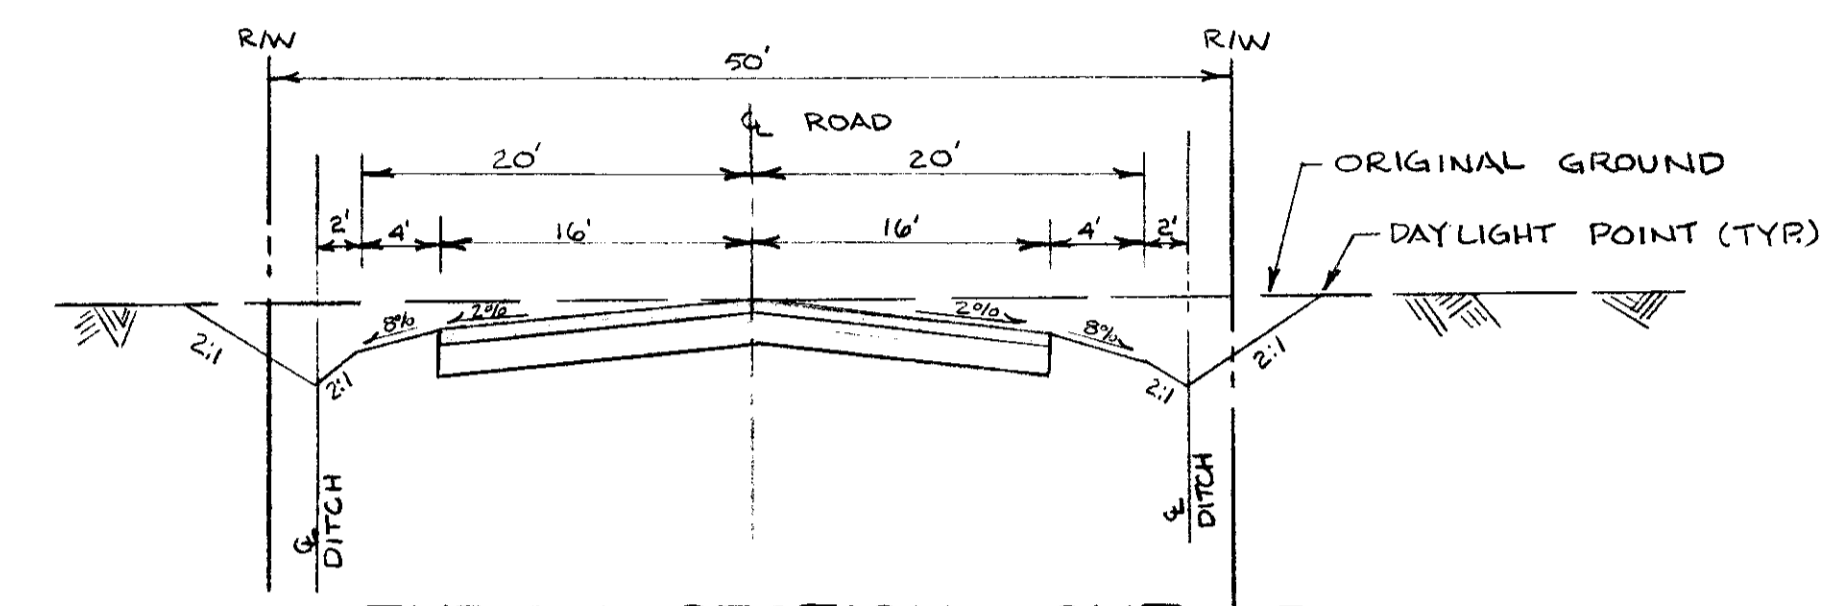 R/W
R/W
50'
℄ ROAD
20'
20'
ORIGINAL GROUND
2'
4'
16'
16'
4'
2'
DAYLIGHT POINT (TYP.)
8%
2%
2%
8%
2:1
2:1
2:1
2:1
℄ DITCH
℄ DITCH